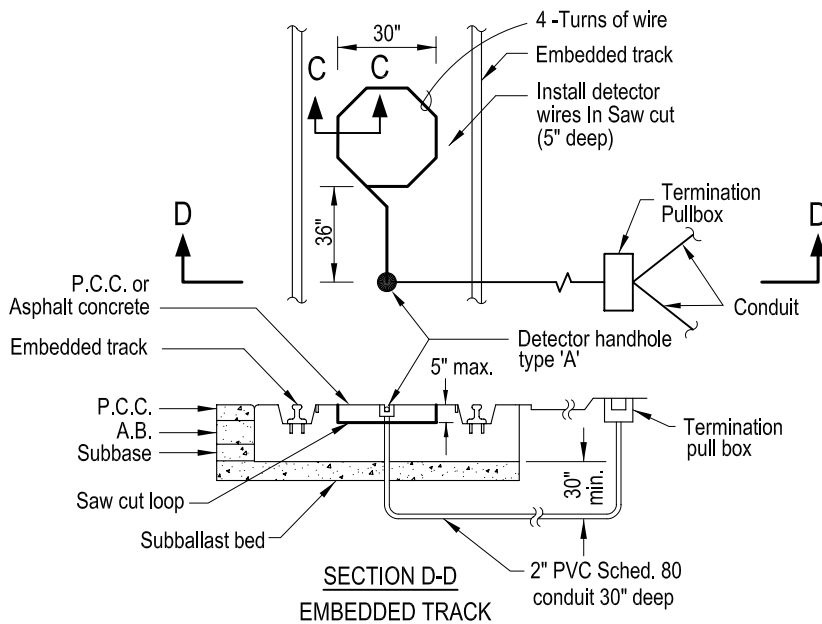 30"
4 -Turns of wire
Embedded track
C
C
Install detector
wires In Saw cut
(5" deep)
Termination
Pullbox
D
D
36"
P.C.C. or
Asphalt concrete
Conduit
Embedded track
Detector handhole
type 'A'
5" max.
P.C.C.
A.B.
Subbase
Termination
pull box
Saw cut loop
30"
min.
Subballast bed
2" PVC Sched. 80
conduit 30" deep
SECTION D-D
EMBEDDED TRACK